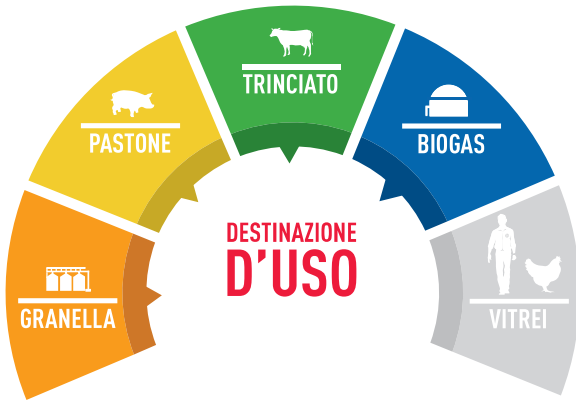 TRINCIATO
PASTONE
BIOGAS
DESTINAZIONE
D'USO
GRANELLA
VITREI